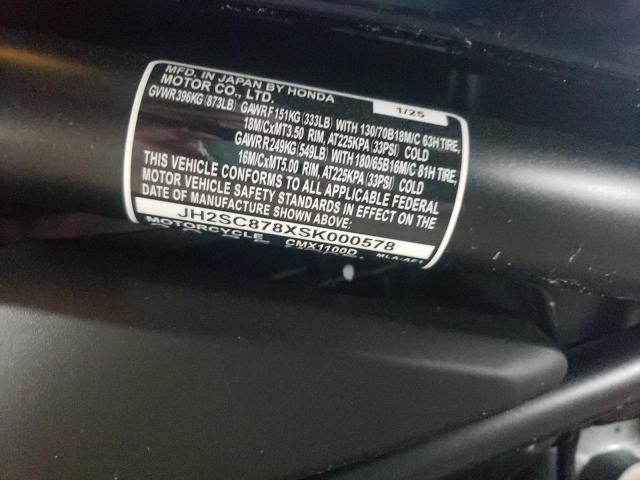 MFD. IN JAPAN BY HONDA
MOTOR CO., LTD. 1/25
GVWR396KG(873LB) GAWRF151KG(333LB) WITH 130/70B18M/C 63H TIRE,
18M/CxMT3.50 RIM, AT225KPA(33PSI) COLD
GAWRR249KG(549LB) WITH 180/65B16M/C 81H TIRE,
16M/CxMT5.00 RIM, AT225KPA(33PSI) COLD
THIS VEHICLE CONFORMS TO ALL APPLICABLE FEDERAL
MOTOR VEHICLE SAFETY STANDARDS IN EFFECT ON THE
DATE OF MANUFACTURE SHOWN ABOVE:
JH2SC878XSK000578
MOTORCYCLE CMX1100D MLA-AF1